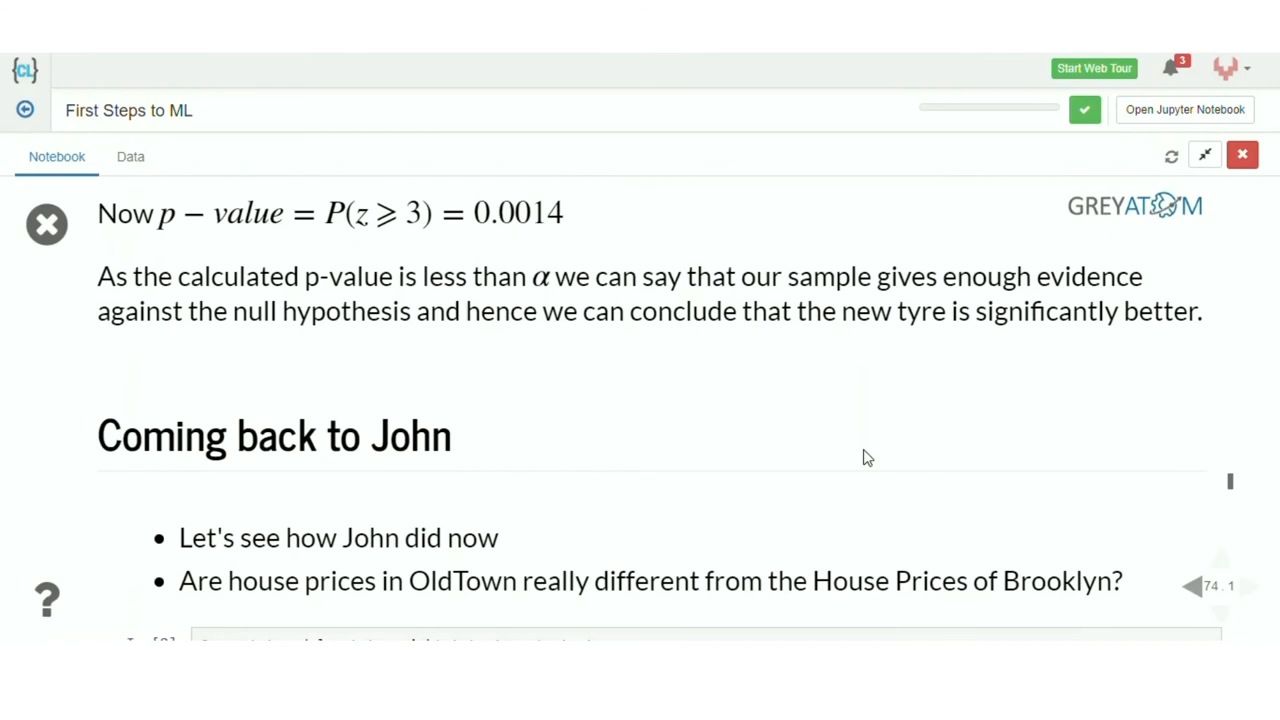 {CL}
Start Web Tour
3
First Steps to ML
Open Jupyter Notebook
Notebook Data
Now p − value = P(z ⩾ 3) = 0.0014
GREYATOM
As the calculated p-value is less than α we can say that our sample gives enough evidence
against the null hypothesis and hence we can conclude that the new tyre is significantly better.
Coming back to John
• Let's see how John did now
• Are house prices in OldTown really different from the House Prices of Brooklyn?
?
74.1